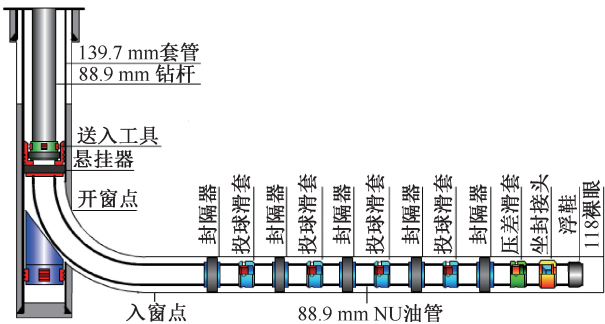 139.7 mm套管
88.9 mm 钻杆
送入工具
悬挂器
开窗点
封隔器
投球滑套
封隔器
投球滑套
封隔器
投球滑套
封隔器
投球滑套
封隔器
压差滑套
坐封接头
浮鞋
118裸眼
入窗点
88.9 mm NU油管